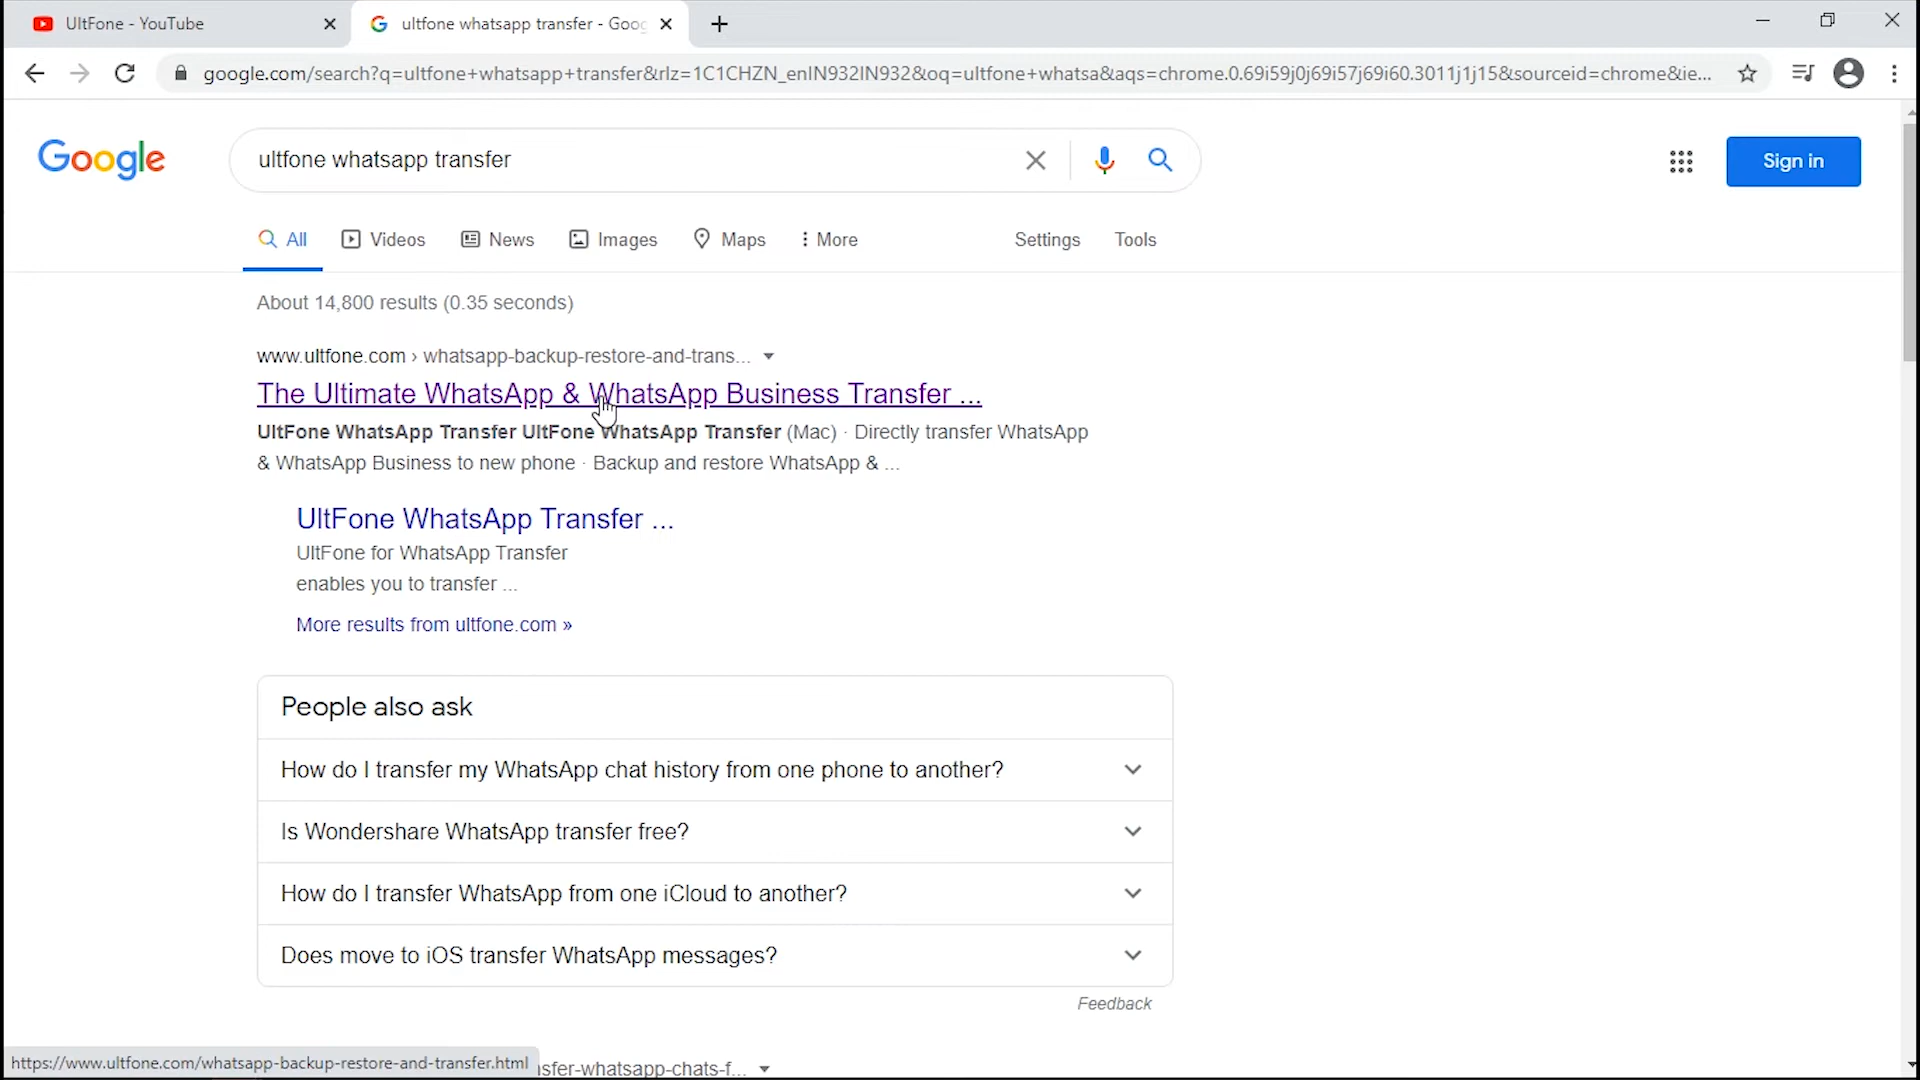 UltFone - YouTube
ultfone whatsapp transfer - Goog
google.com/search?q=ultfone+whatsapp+transfer&rlz=1C1CHZN_enIN932IN932&oq=ultfone+whatsa&aqs=chrome.0.69i59j0j69i57j69i60.3011j1j15&sourceid=chrome&ie...
Google
ultfone whatsapp transfer
Sign in
All Videos News Images Maps More Settings Tools
About 14,800 results (0.35 seconds)
www.ultfone.com › whatsapp-backup-restore-and-trans...
The Ultimate WhatsApp & WhatsApp Business Transfer ...
UltFone WhatsApp Transfer UltFone WhatsApp Transfer (Mac) · Directly transfer WhatsApp
& WhatsApp Business to new phone · Backup and restore WhatsApp & ...
UltFone WhatsApp Transfer ...
UltFone for WhatsApp Transfer
enables you to transfer ...
More results from ultfone.com »
People also ask
How do I transfer my WhatsApp chat history from one phone to another?
Is Wondershare WhatsApp transfer free?
How do I transfer WhatsApp from one iCloud to another?
Does move to iOS transfer WhatsApp messages?
Feedback
https://www.ultfone.com/whatsapp-backup-restore-and-transfer.html
sfer-whatsapp-chats-f...